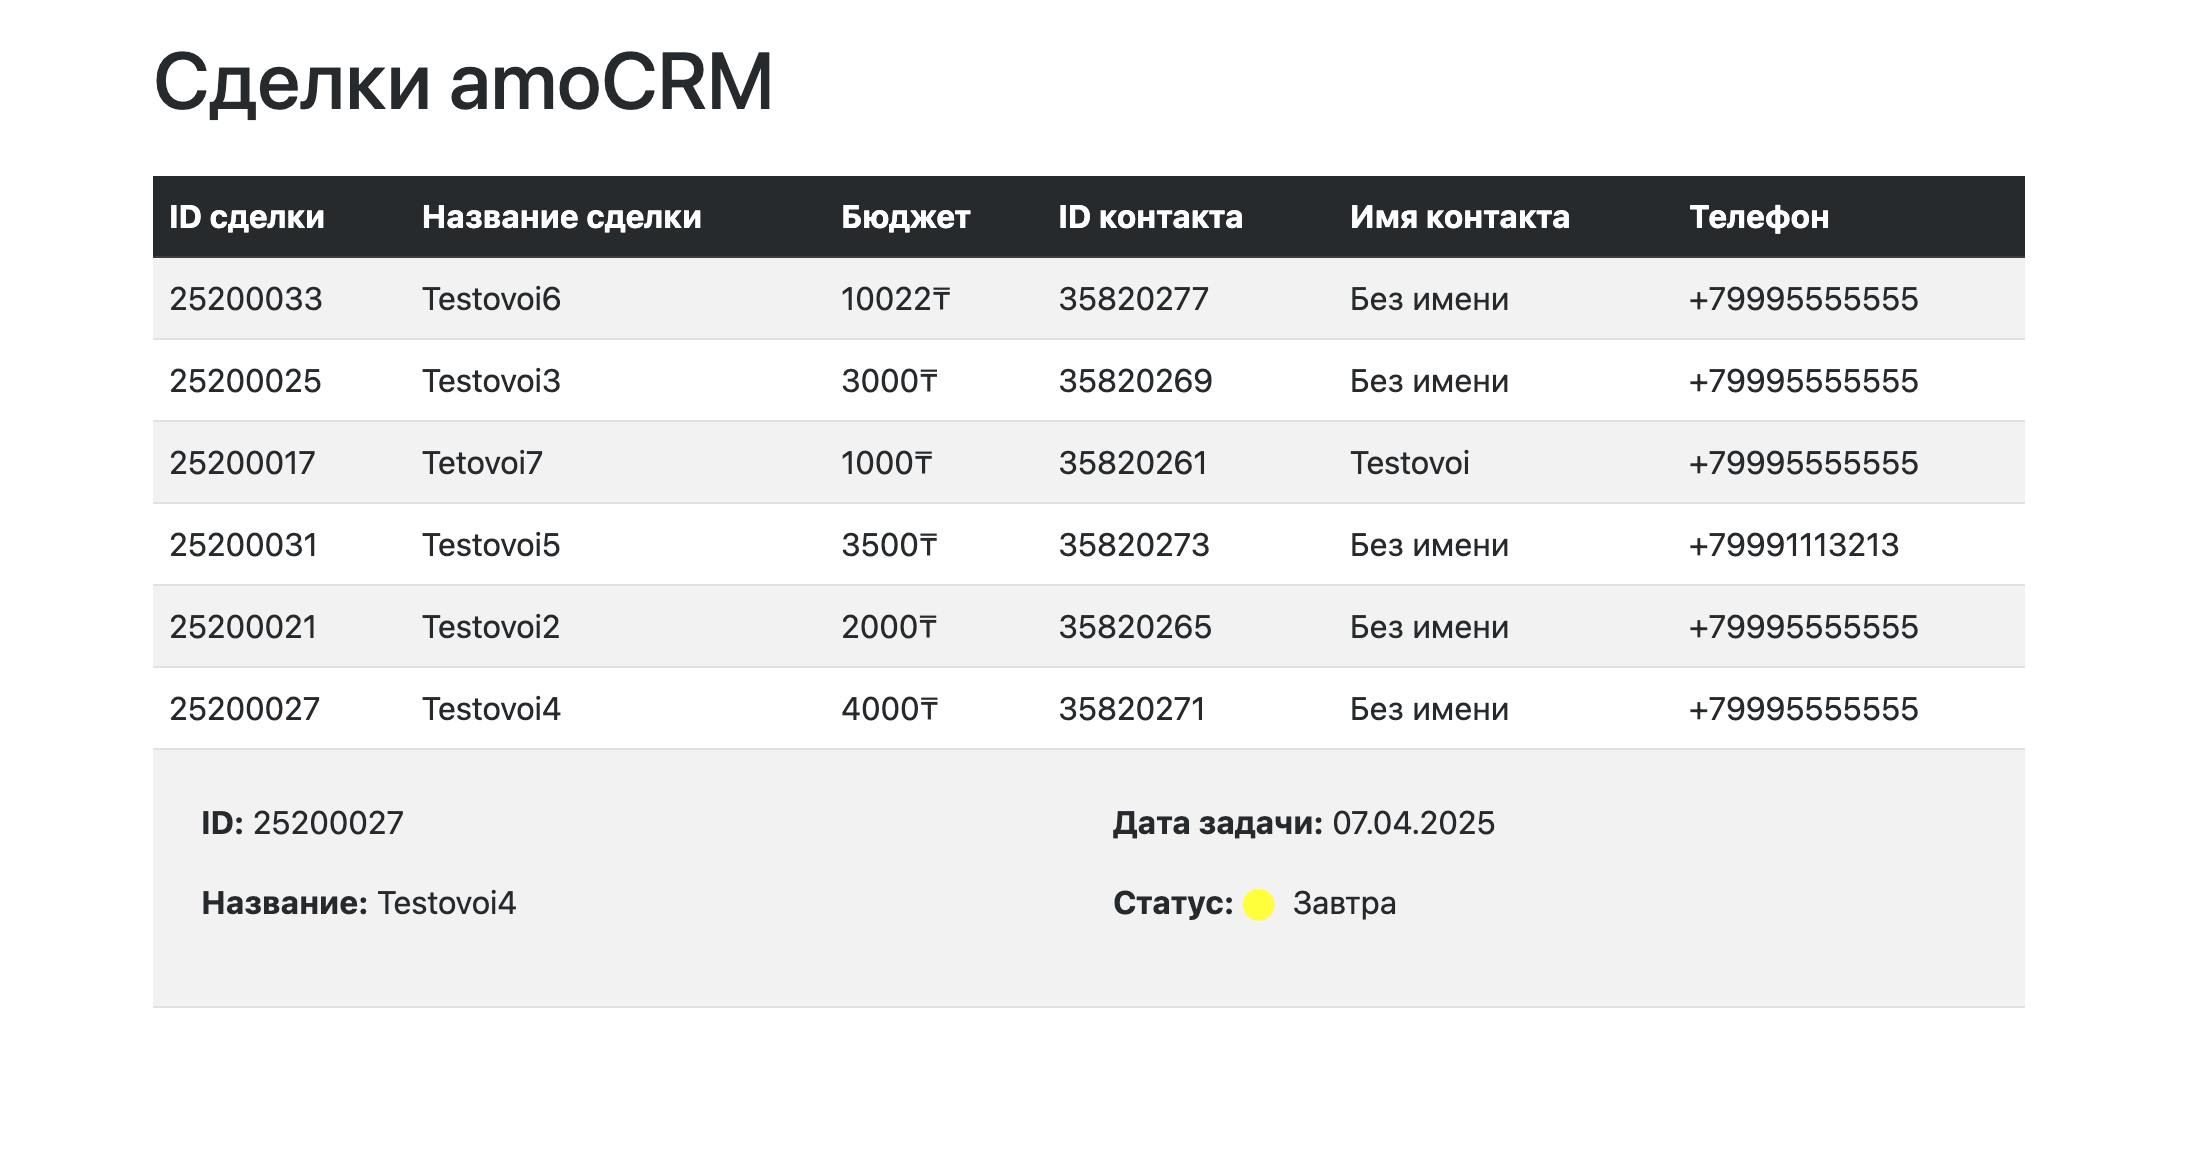 Сделки amoCRM
ID сделки Название сделки Бюджет ID контакта Имя контакта Телефон
25200033 Testovoi6 10022₸ 35820277 Без имени +79995555555
25200025 Testovoi3 3000₸ 35820269 Без имени +79995555555
25200017 Tetovoi7 1000₸ 35820261 Testovoi +79995555555
25200031 Testovoi5 3500₸ 35820273 Без имени +79991113213
25200021 Testovoi2 2000₸ 35820265 Без имени +79995555555
25200027 Testovoi4 4000₸ 35820271 Без имени +79995555555
ID: 25200027 Дата задачи: 07.04.2025
Название: Testovoi4 Статус: Завтра